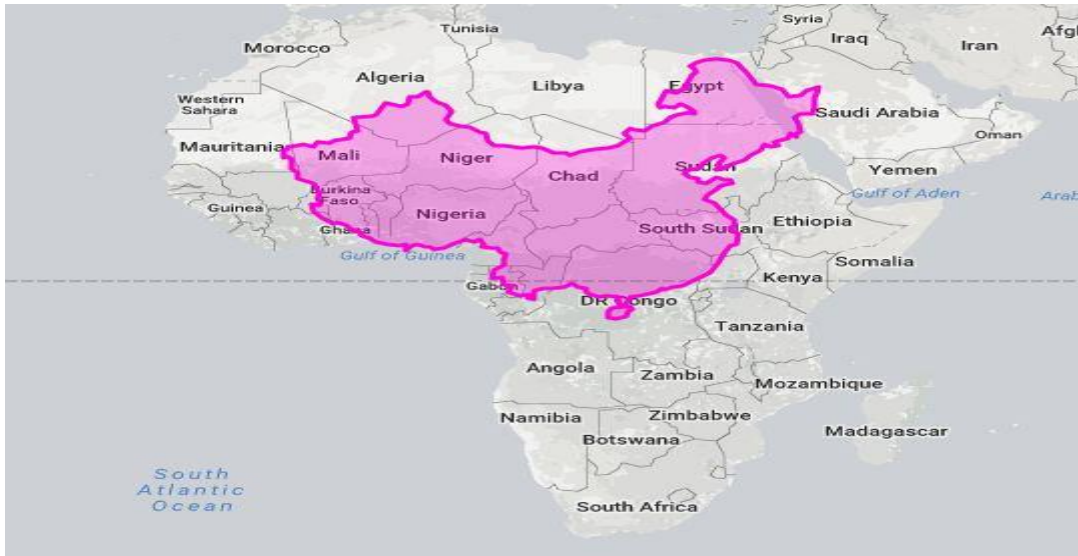 Syria
Tunisia
Afg
Morocco
Iraq
Iran
Algeria
Libya
Egypt
Western
Sahara
Saudi Arabia
Oman
Mauritania
Mali
Niger
Chad
Sudan
Yemen
Burkina
Faso
Gulf of Aden
Arab
Guinea
Nigeria
Ghana
South Sudan
Ethiopia
Gulf of Guinea
Somalia
Gabon
Kenya
DR Congo
Tanzania
Angola
Zambia
Mozambique
Namibia
Zimbabwe
Botswana
Madagascar
South
Atlantic
Ocean
South Africa